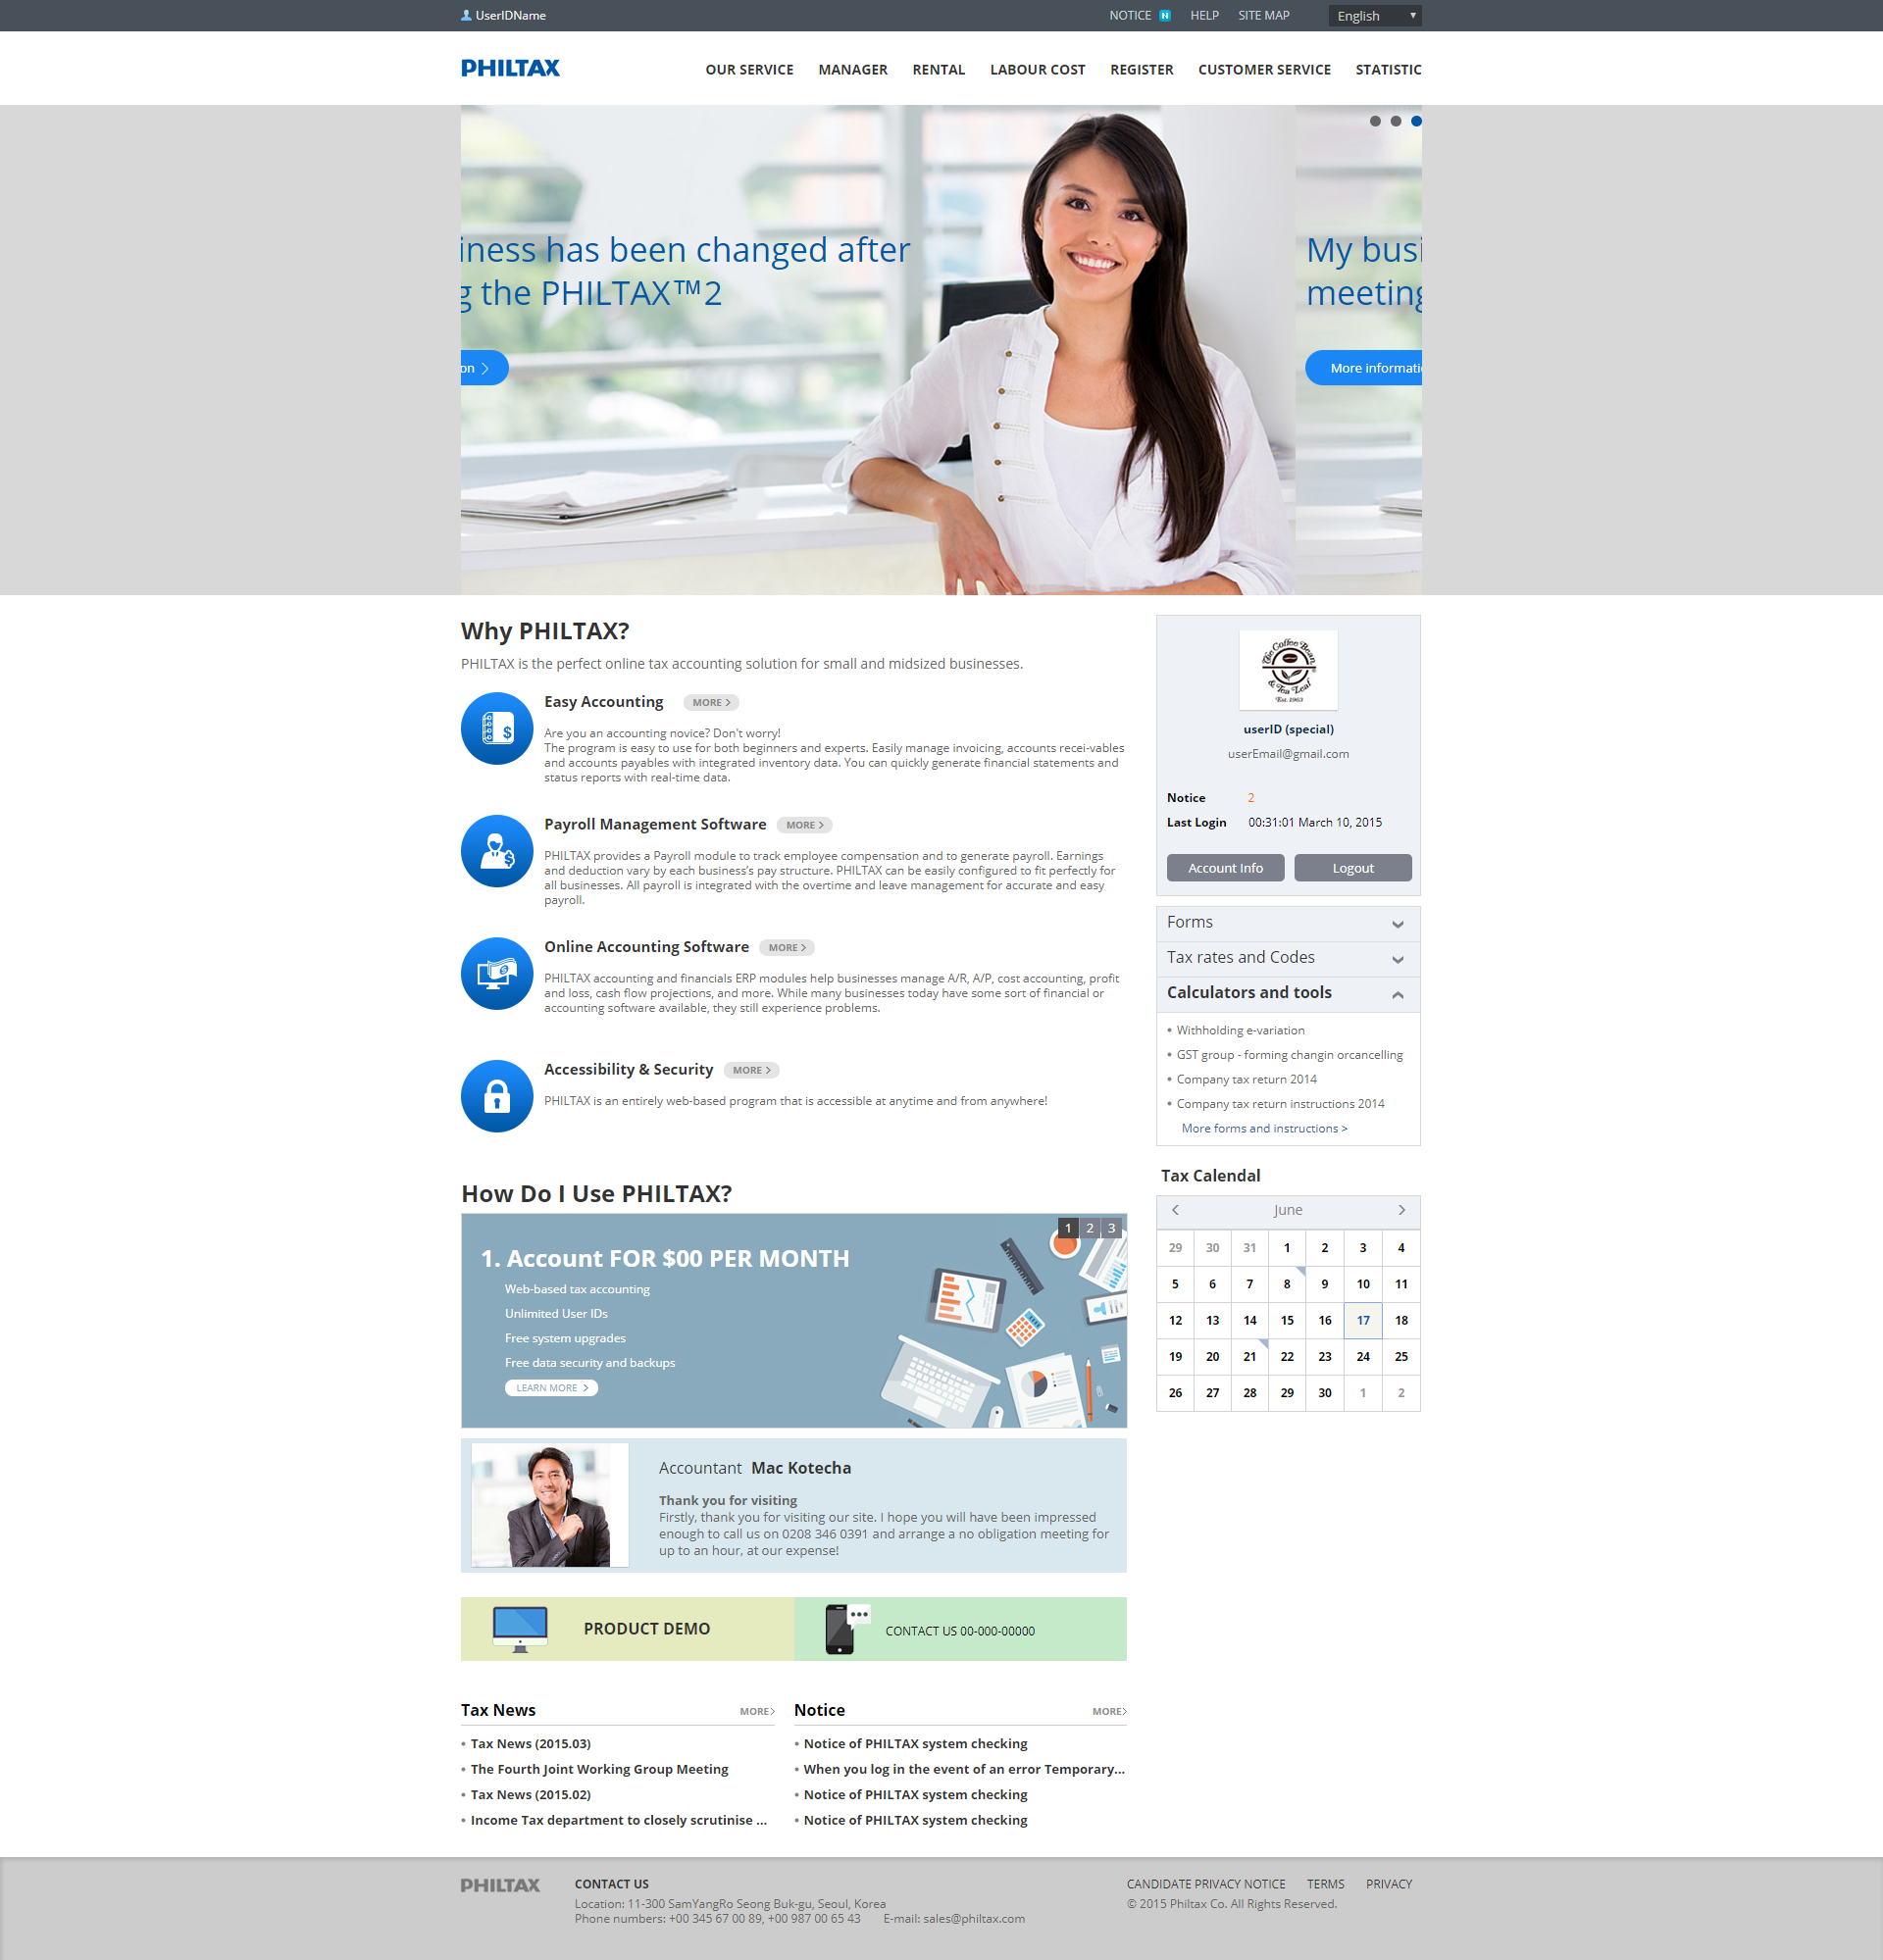 UserIDName
NOTICE N HELP SITE MAP English
PHILTAX
OUR SERVICE MANAGER RENTAL LABOUR COST REGISTER CUSTOMER SERVICE STATISTIC
iness has been changed after
g the PHILTAX™2
on
My busi
meeting
More informati
Why PHILTAX?
PHILTAX is the perfect online tax accounting solution for small and midsized businesses.
Easy Accounting MORE
Are you an accounting novice? Don't worry!
The program is easy to use for both beginners and experts. Easily manage invoicing, accounts recei-vables
and accounts payables with integrated inventory data. You can quickly generate financial statements and
status reports with real-time data.
Payroll Management Software MORE
PHILTAX provides a Payroll module to track employee compensation and to generate payroll. Earnings
and deduction vary by each business's pay structure. PHILTAX can be easily configured to fit perfectly for
all businesses. All payroll is integrated with the overtime and leave management for accurate and easy
payroll.
Online Accounting Software MORE
PHILTAX accounting and financials ERP modules help businesses manage A/R, A/P, cost accounting, profit
and loss, cash flow projections, and more. While many businesses today have some sort of financial or
accounting software available, they still experience problems.
Accessibility & Security MORE
PHILTAX is an entirely web-based program that is accessible at anytime and from anywhere!
The Coffee Bean
& Tea Leaf
Est. 1963
userID (special)
userEmail@gmail.com
Notice 2
Last Login 00:31:01 March 10, 2015
Account Info Logout
Forms
Tax rates and Codes
Calculators and tools
• Withholding e-variation
• GST group - forming changin orcancelling
• Company tax return 2014
• Company tax return instructions 2014
More forms and instructions >
Tax Calendal
< June >
29 30 31 1 2 3 4
5 6 7 8 9 10 11
12 13 14 15 16 17 18
19 20 21 22 23 24 25
26 27 28 29 30 1 2
How Do I Use PHILTAX?
1 2 3
1. Account FOR $00 PER MONTH
Web-based tax accounting
Unlimited User IDs
Free system upgrades
Free data security and backups
LEARN MORE >
Accountant Mac Kotecha
Thank you for visiting
Firstly, thank you for visiting our site. I hope you will have been impressed
enough to call us on 0208 346 0391 and arrange a no obligation meeting for
up to an hour, at our expense!
PRODUCT DEMO
CONTACT US 00-000-00000
Tax News MORE
• Tax News (2015.03)
• The Fourth Joint Working Group Meeting
• Tax News (2015.02)
• Income Tax department to closely scrutinise ...
Notice MORE
• Notice of PHILTAX system checking
• When you log in the event of an error Temporary...
• Notice of PHILTAX system checking
• Notice of PHILTAX system checking
PHILTAX
CONTACT US
Location: 11-300 SamYangRo Seong Buk-gu, Seoul, Korea
Phone numbers: +00 345 67 00 89, +00 987 00 65 43 E-mail: sales@philtax.com
CANDIDATE PRIVACY NOTICE TERMS PRIVACY
© 2015 Philtax Co. All Rights Reserved.